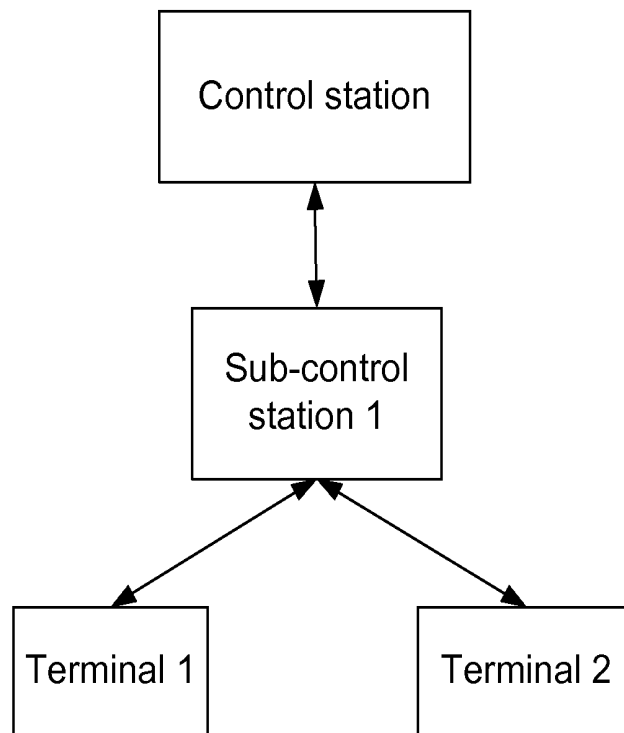 Control station
Sub-control
station 1
Terminal 1
Terminal 2